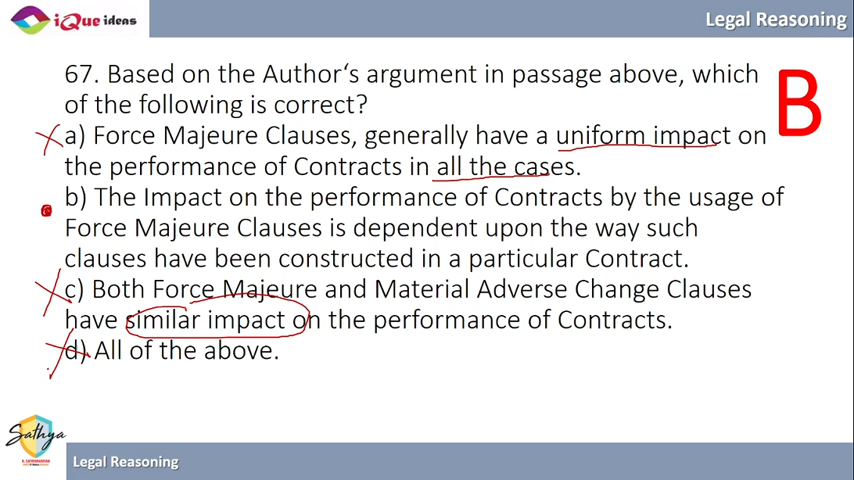 iQue ideas
Legal Reasoning
67. Based on the Author‘s argument in passage above, which
of the following is correct?
B
a) Force Majeure Clauses, generally have a uniform impact on
the performance of Contracts in all the cases.
b) The Impact on the performance of Contracts by the usage of
Force Majeure Clauses is dependent upon the way such
clauses have been constructed in a particular Contract.
c) Both Force Majeure and Material Adverse Change Clauses
have similar impact on the performance of Contracts.
d) All of the above.
Sathya
Legal Reasoning